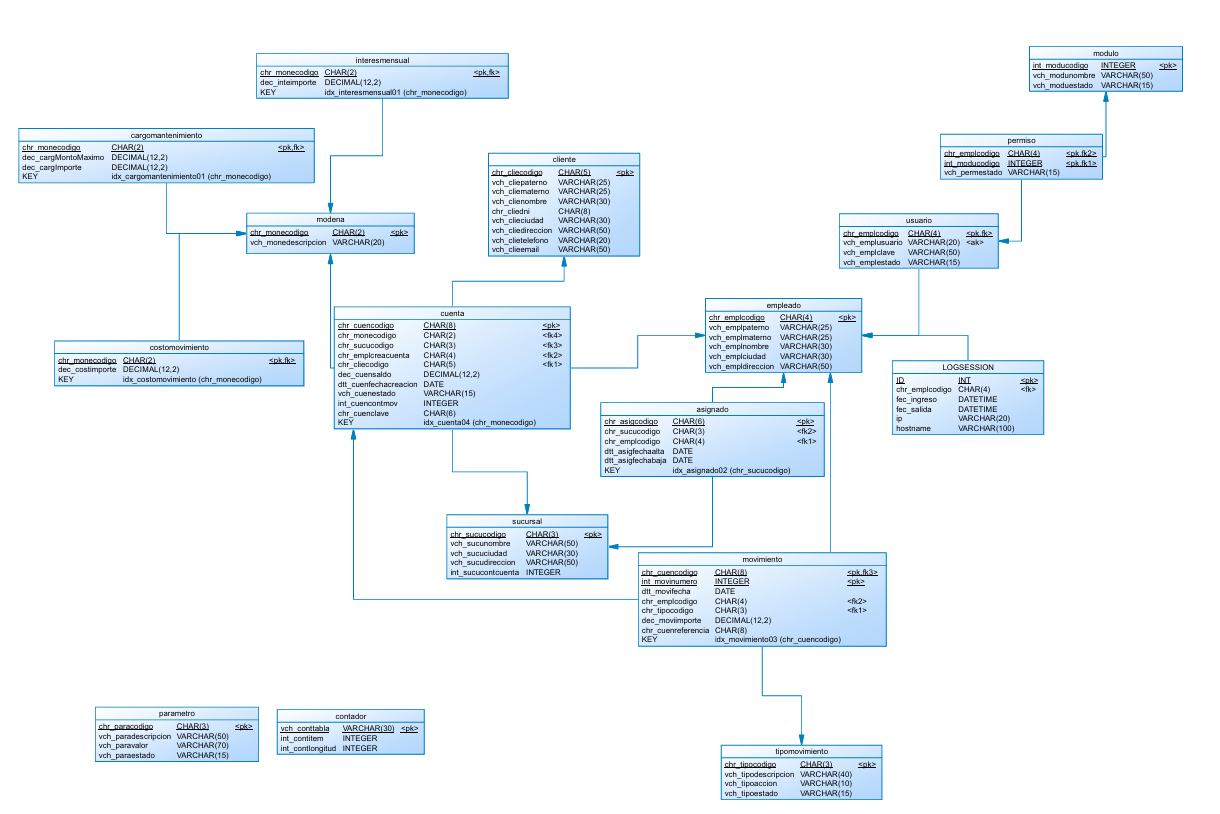 interesmensual
chr_monecodigo CHAR(2) <pk,fk>
dec_inteimporte DECIMAL(12,2)
KEY idx_interesmensual01 (chr_monecodigo)
modulo
int_moducodigo INTEGER <pk>
vch_modunombre VARCHAR(50)
vch_moduestado VARCHAR(15)
cargomantenimiento
chr_monecodigo CHAR(2) <pk,fk>
dec_cargMontoMaximo DECIMAL(12,2)
dec_cargImporte DECIMAL(12,2)
KEY idx_cargomantenimiento01 (chr_monecodigo)
permiso
chr_emplcodigo CHAR(4) <pk,fk2>
int_moducodigo INTEGER <pk,fk1>
vch_permestado VARCHAR(15)
cliente
chr_cliecodigo CHAR(5) <pk>
vch_cliepaterno VARCHAR(25)
vch_cliematerno VARCHAR(25)
vch_clienombre VARCHAR(30)
chr_cliedni CHAR(8)
vch_clieciudad VARCHAR(30)
vch_cliedireccion VARCHAR(50)
vch_clietelefono VARCHAR(20)
vch_clieemail VARCHAR(50)
modena
chr_monecodigo CHAR(2) <pk>
vch_monedescripcion VARCHAR(20)
usuario
chr_emplcodigo CHAR(4) <pk,fk>
vch_emplusuario VARCHAR(20) <ak>
vch_emplclave VARCHAR(50)
vch_emplestado VARCHAR(15)
cuenta
chr_cuencodigo CHAR(8) <pk>
chr_monecodigo CHAR(2) <fk4>
chr_sucucodigo CHAR(3) <fk3>
chr_emplcreacuenta CHAR(4) <fk2>
chr_cliecodigo CHAR(5) <fk1>
dec_cuensaldo DECIMAL(12,2)
dtt_cuenfechacreacion DATE
vch_cuenestado VARCHAR(15)
int_cuencontmov INTEGER
chr_cuenclave CHAR(6)
KEY idx_cuenta04 (chr_monecodigo)
empleado
chr_emplcodigo CHAR(4) <pk>
vch_emplpaterno VARCHAR(25)
vch_emplmaterno VARCHAR(25)
vch_emplnombre VARCHAR(30)
vch_emplciudad VARCHAR(30)
vch_empldireccion VARCHAR(50)
costomovimiento
chr_monecodigo CHAR(2) <pk,fk>
dec_costimporte DECIMAL(12,2)
KEY idx_costomovimiento (chr_monecodigo)
LOGSESSION
ID INT <pk>
chr_emplcodigo CHAR(4) <fk>
fec_ingreso DATETIME
fec_salida DATETIME
ip VARCHAR(20)
hostname VARCHAR(100)
asignado
chr_asigcodigo CHAR(6) <pk>
chr_sucucodigo CHAR(3) <fk2>
chr_emplcodigo CHAR(4) <fk1>
dtt_asigfechaalta DATE
dtt_asigfechabaja DATE
KEY idx_asignado02 (chr_sucucodigo)
sucursal
chr_sucucodigo CHAR(3) <pk>
vch_sucunombre VARCHAR(50)
vch_sucuciudad VARCHAR(30)
vch_sucudireccion VARCHAR(50)
int_sucucontcuenta INTEGER
movimiento
chr_cuencodigo CHAR(8) <pk,fk3>
int_movinumero INTEGER <pk>
dtt_movifecha DATE
chr_emplcodigo CHAR(4) <fk2>
chr_tipocodigo CHAR(3) <fk1>
dec_moviimporte DECIMAL(12,2)
chr_cuenreferencia CHAR(8)
KEY idx_movimiento03 (chr_cuencodigo)
parametro
chr_paracodigo CHAR(3) <pk>
vch_paradescripcion VARCHAR(50)
vch_paravalor VARCHAR(70)
vch_paraestado VARCHAR(15)
contador
vch_conttabla VARCHAR(30) <pk>
int_contitem INTEGER
int_contlongitud INTEGER
tipomovimiento
chr_tipocodigo CHAR(3) <pk>
vch_tipodescripcion VARCHAR(40)
vch_tipoaccion VARCHAR(10)
vch_tipoestado VARCHAR(15)